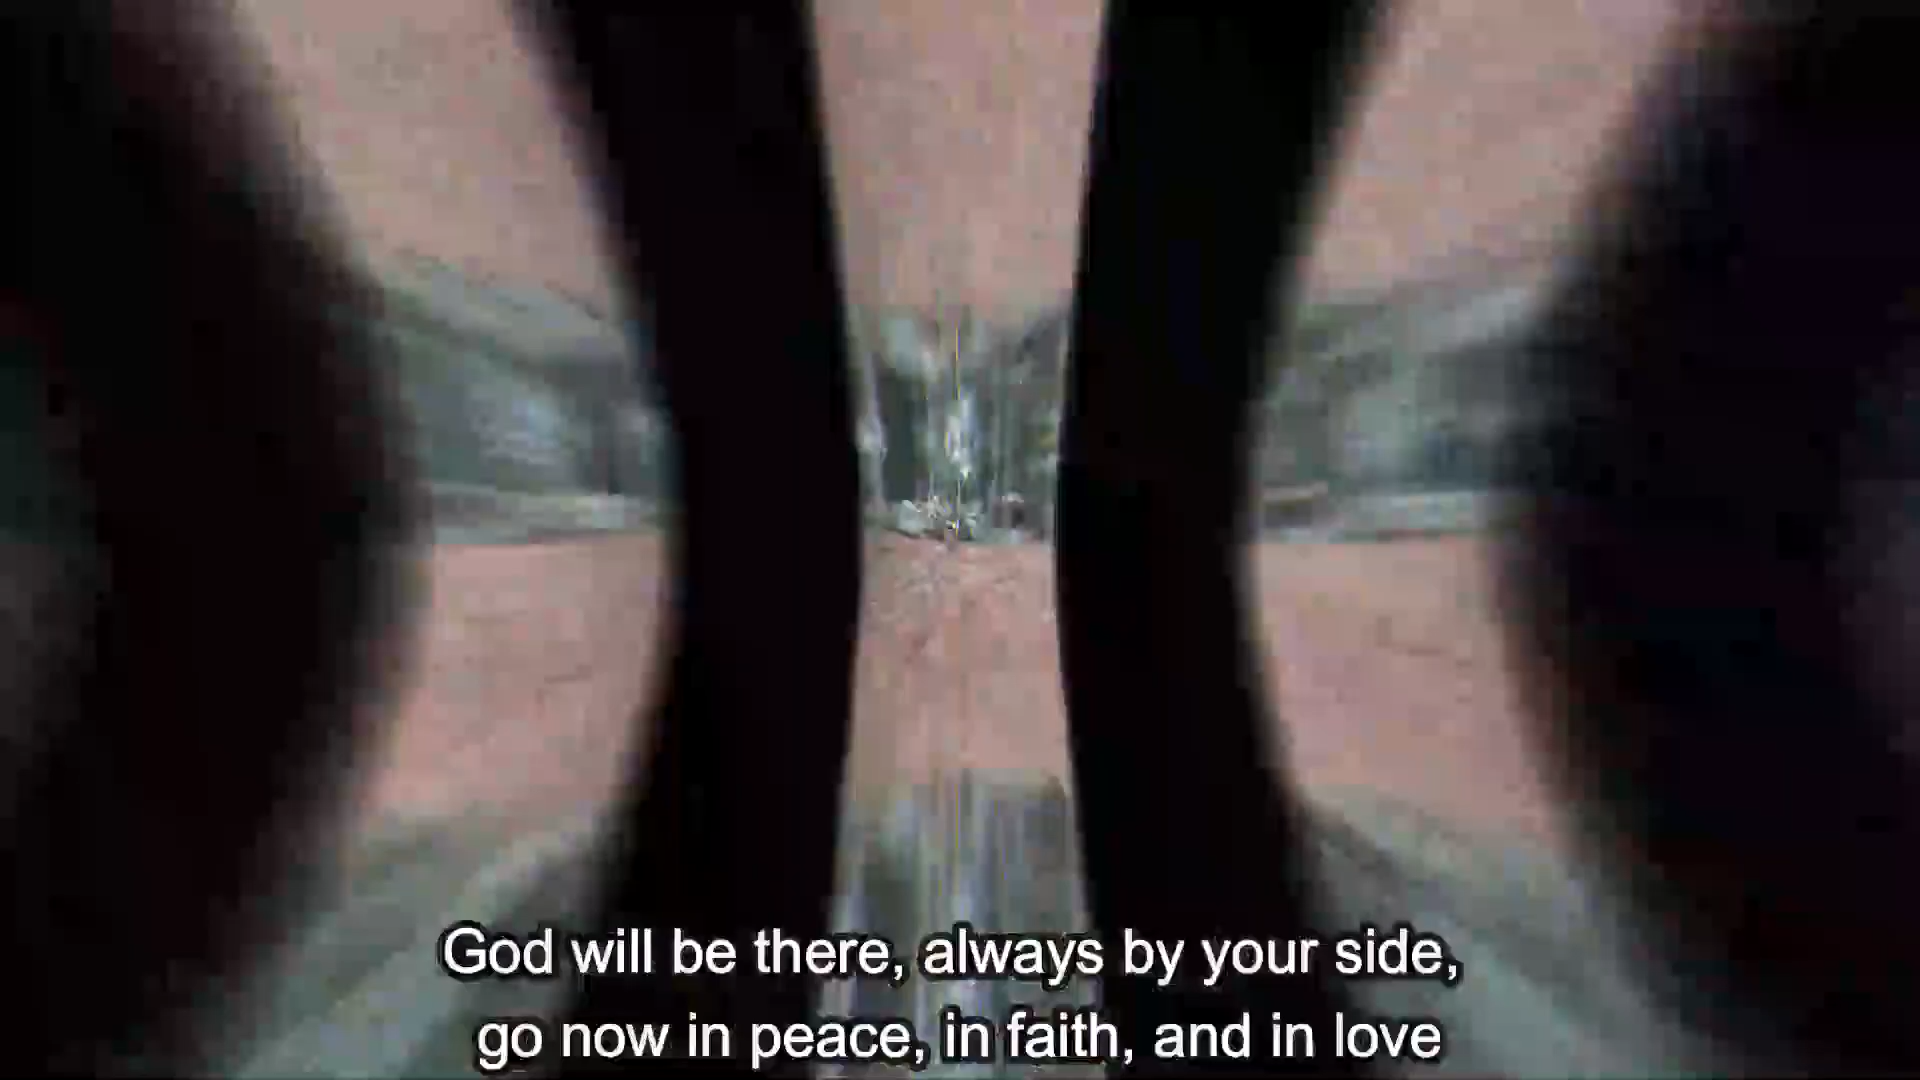 God will be there, always by your side,
go now in peace, in faith, and in love